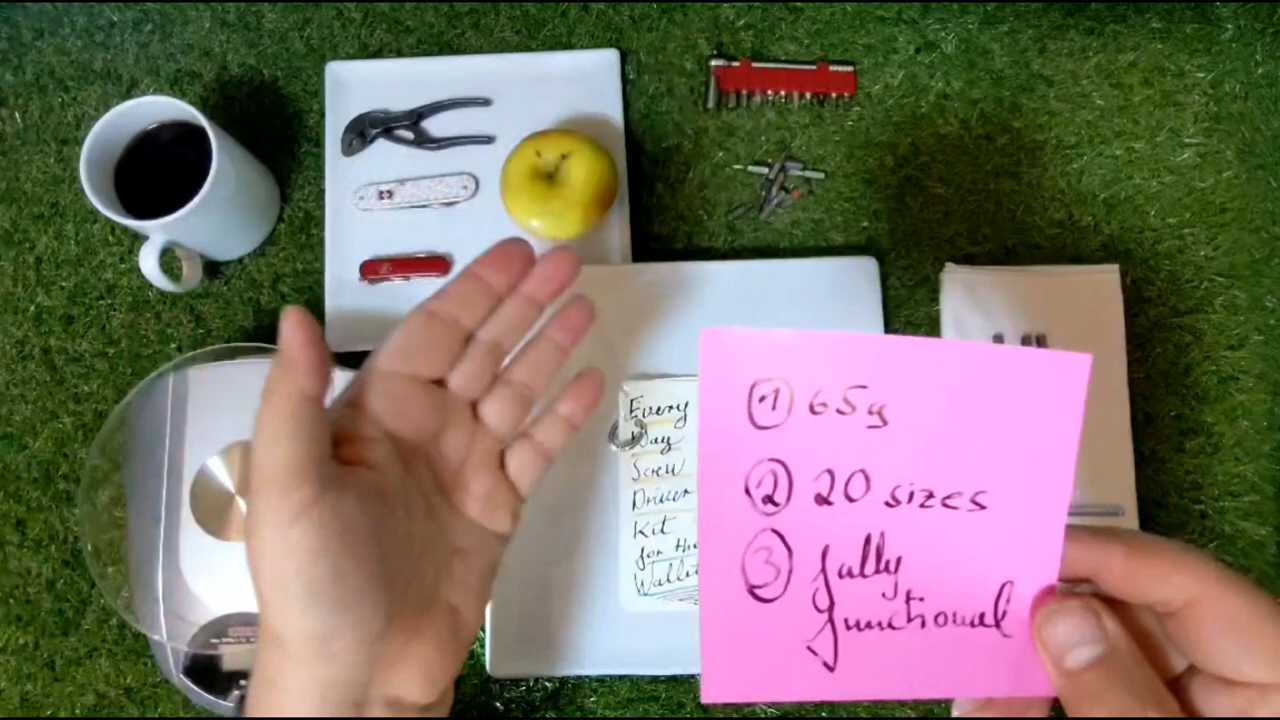 Every
Day
Screw
Driver
Kit
for the
Wallet
① 65g
② 20 sizes
③ fully
functional